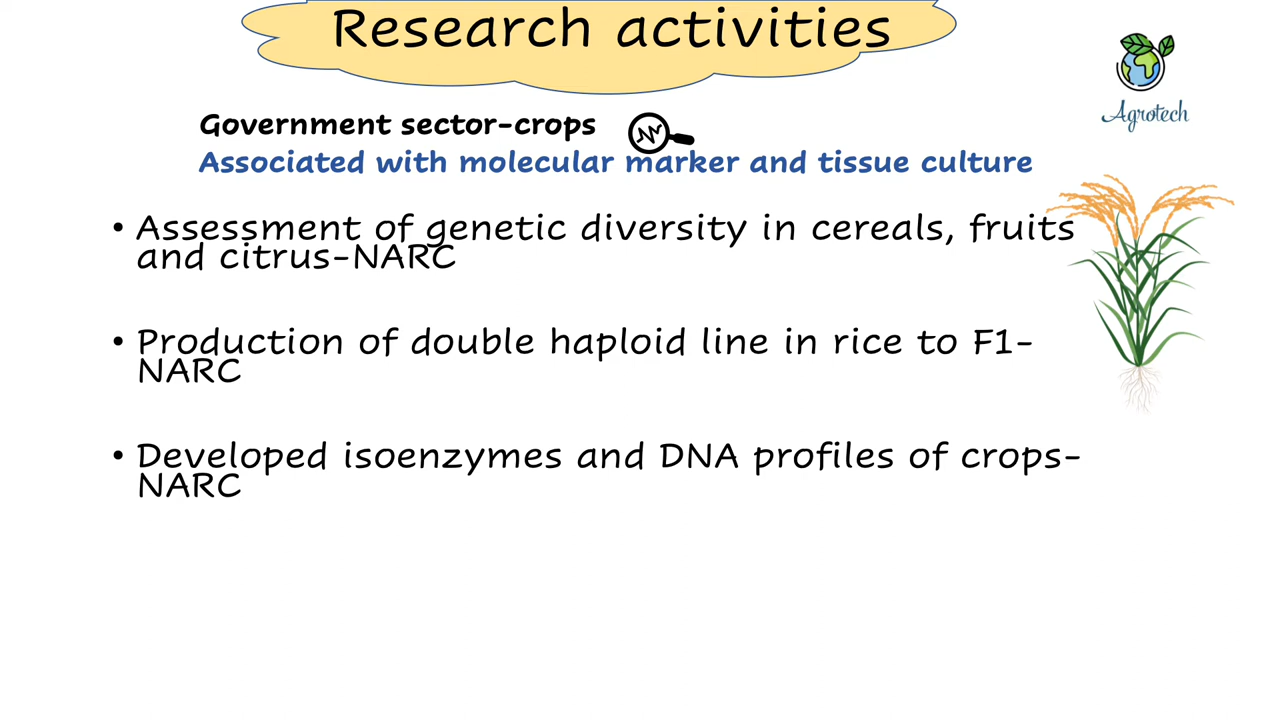 Research activities
Agrotech
Government sector-crops
Associated with molecular marker and tissue culture
• Assessment of genetic diversity in cereals, fruits
and citrus-NARC
• Production of double haploid line in rice to F1-
NARC
• Developed isoenzymes and DNA profiles of crops-
NARC